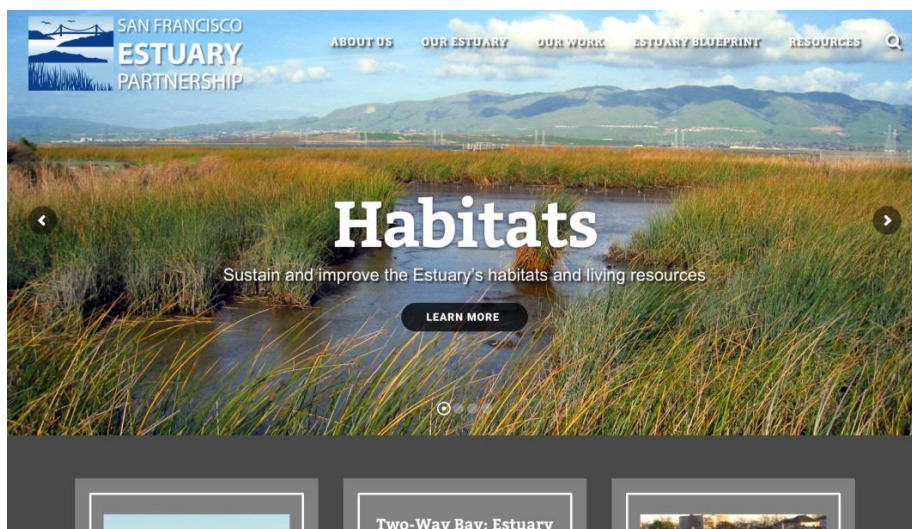 SAN FRANCISCO
ESTUARY
PARTNERSHIP
ABOUT US OUR ESTUARY OUR WORK ESTUARY BLUEPRINT RESOURCES
Habitats
Sustain and improve the Estuary's habitats and living resources
LEARN MORE
Two-Way Bay: Estuary